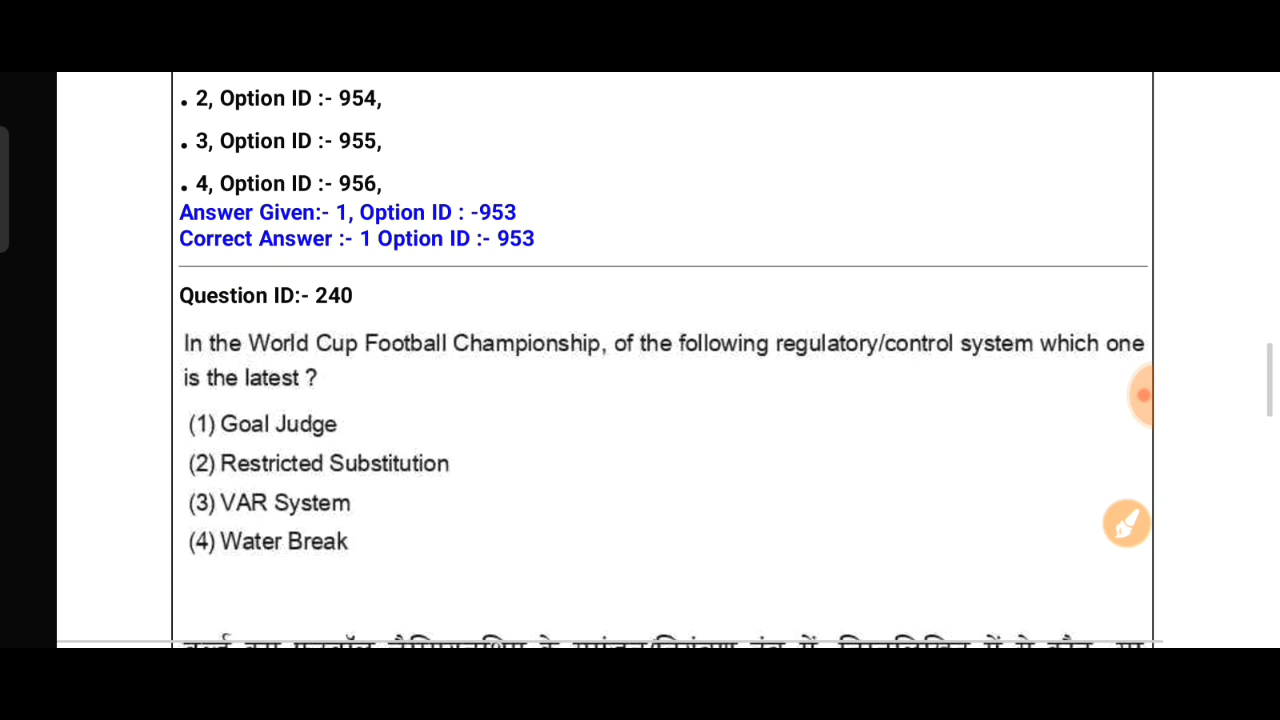 . 2, Option ID :- 954,
. 3, Option ID :- 955,
. 4, Option ID :- 956,
Answer Given:- 1, Option ID : -953
Correct Answer :- 1 Option ID :- 953
Question ID:- 240
In the World Cup Football Championship, of the following regulatory/control system which one
is the latest ?
(1) Goal Judge
(2) Restricted Substitution
(3) VAR System
(4) Water Break